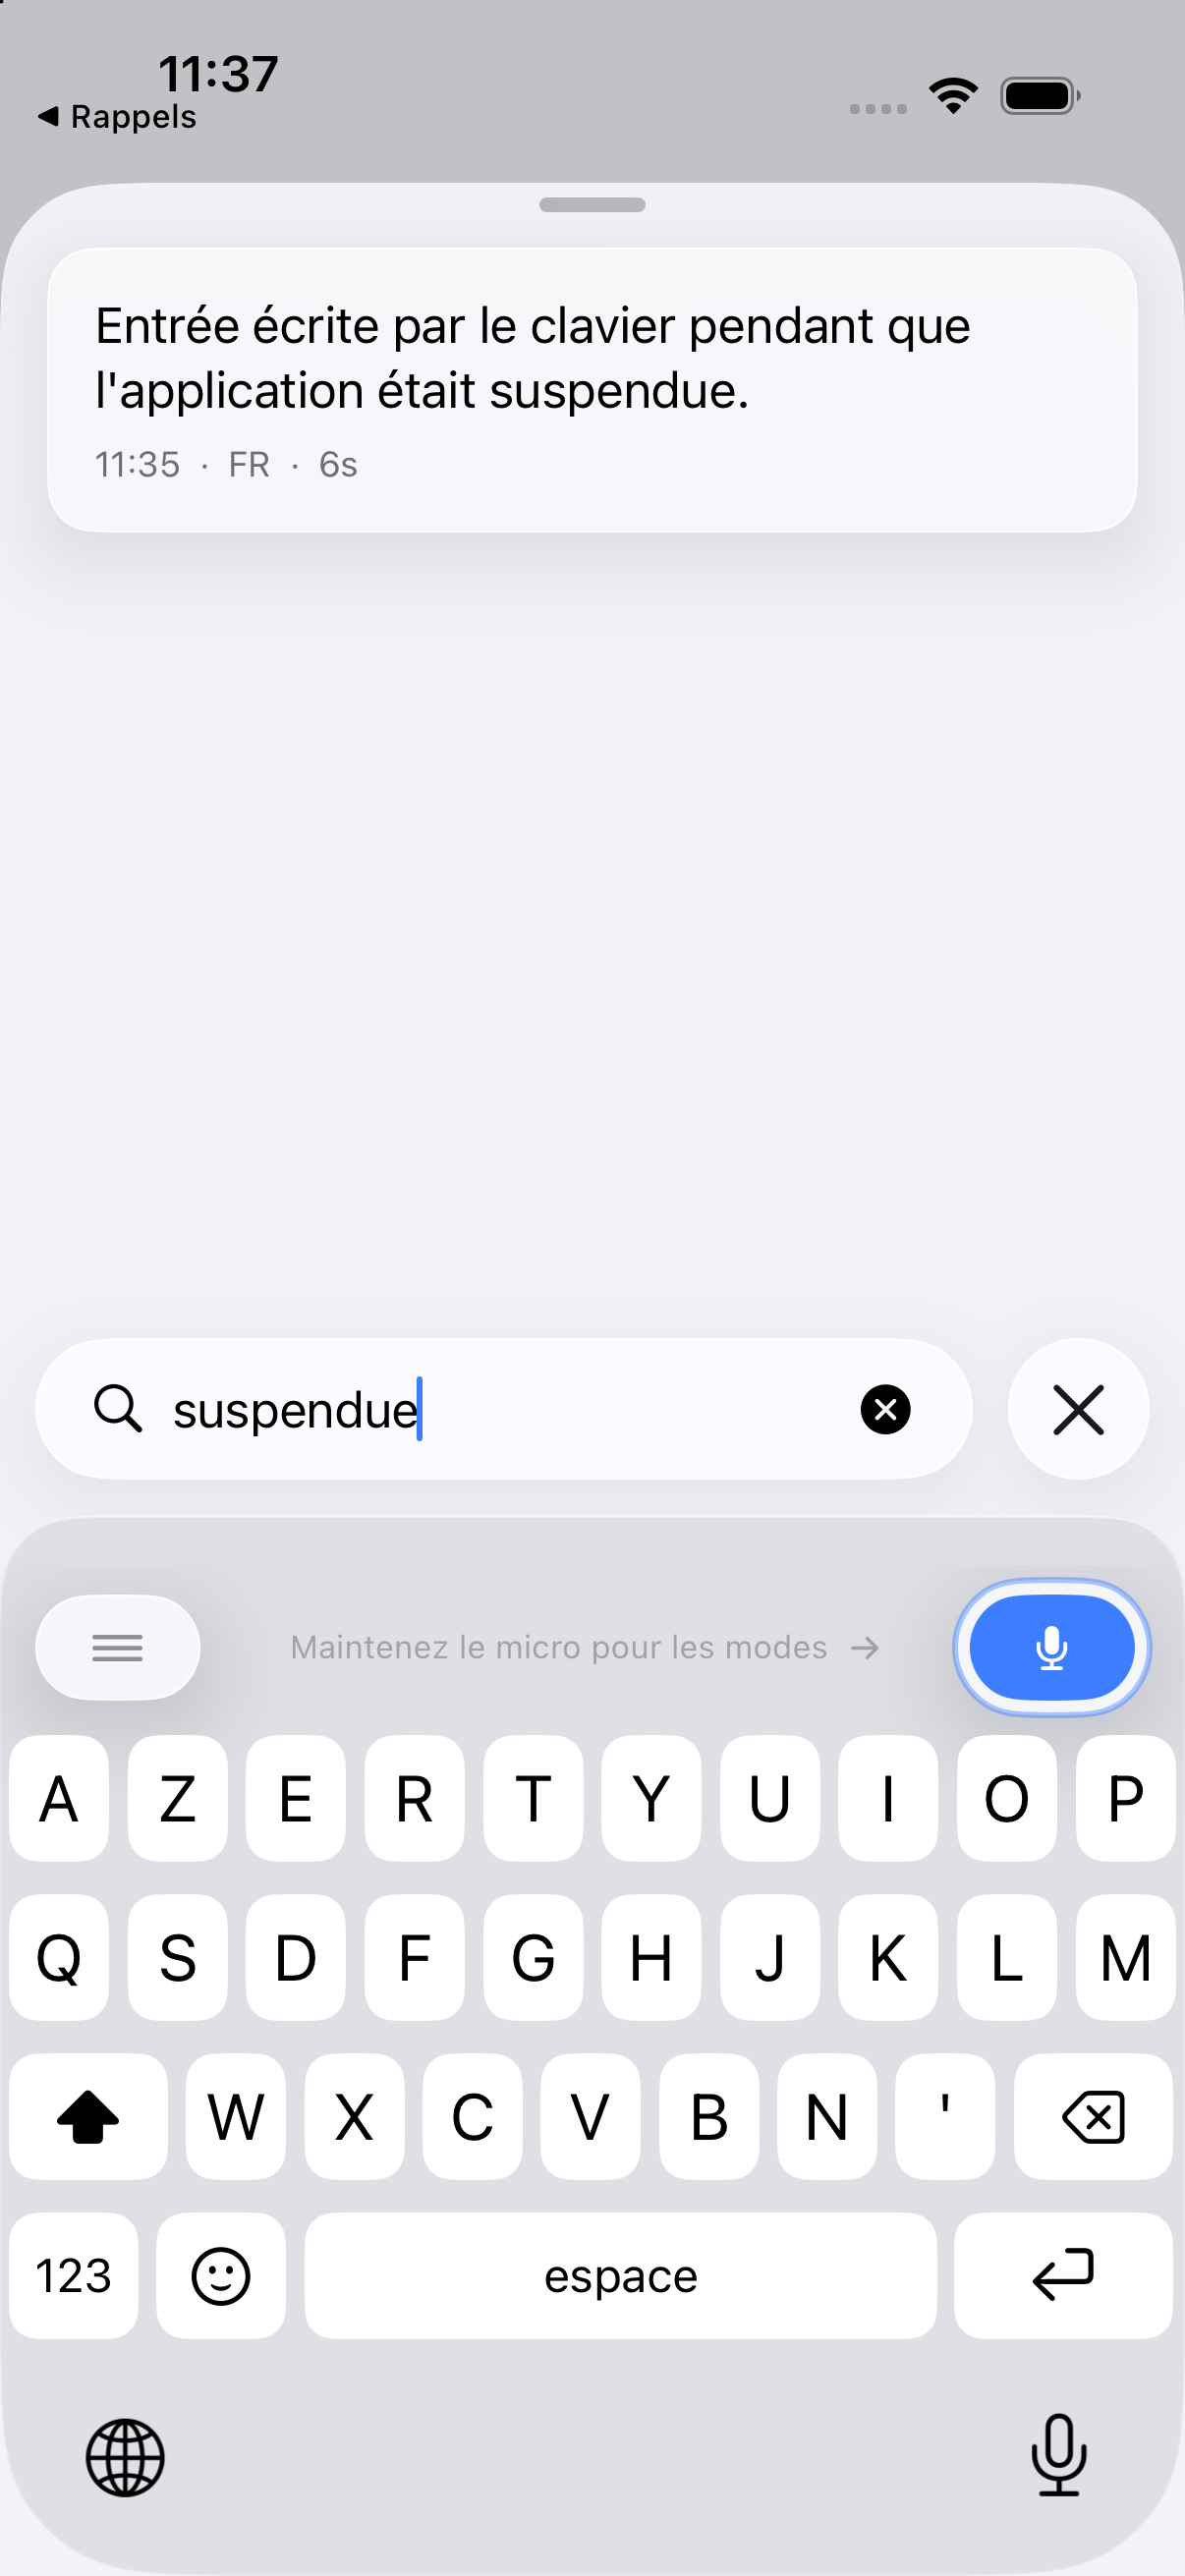 11:37
◀ Rappels
Entrée écrite par le clavier pendant que
l'application était suspendue.
11:35 · FR · 6s
suspendue
Maintenez le micro pour les modes →
A Z E R T Y U I O P
Q S D F G H J K L M
W X C V B N '
123 espace